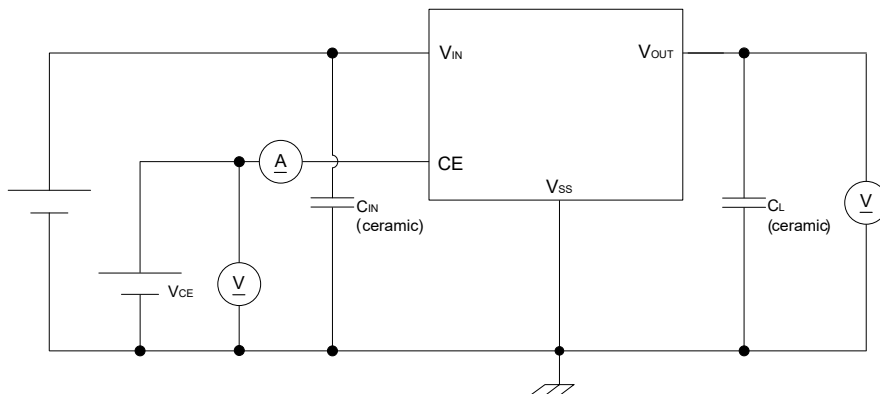 VIN
VOUT
A
CE
VSS
CIN
(ceramic)
CL
(ceramic)
V
V
VCE